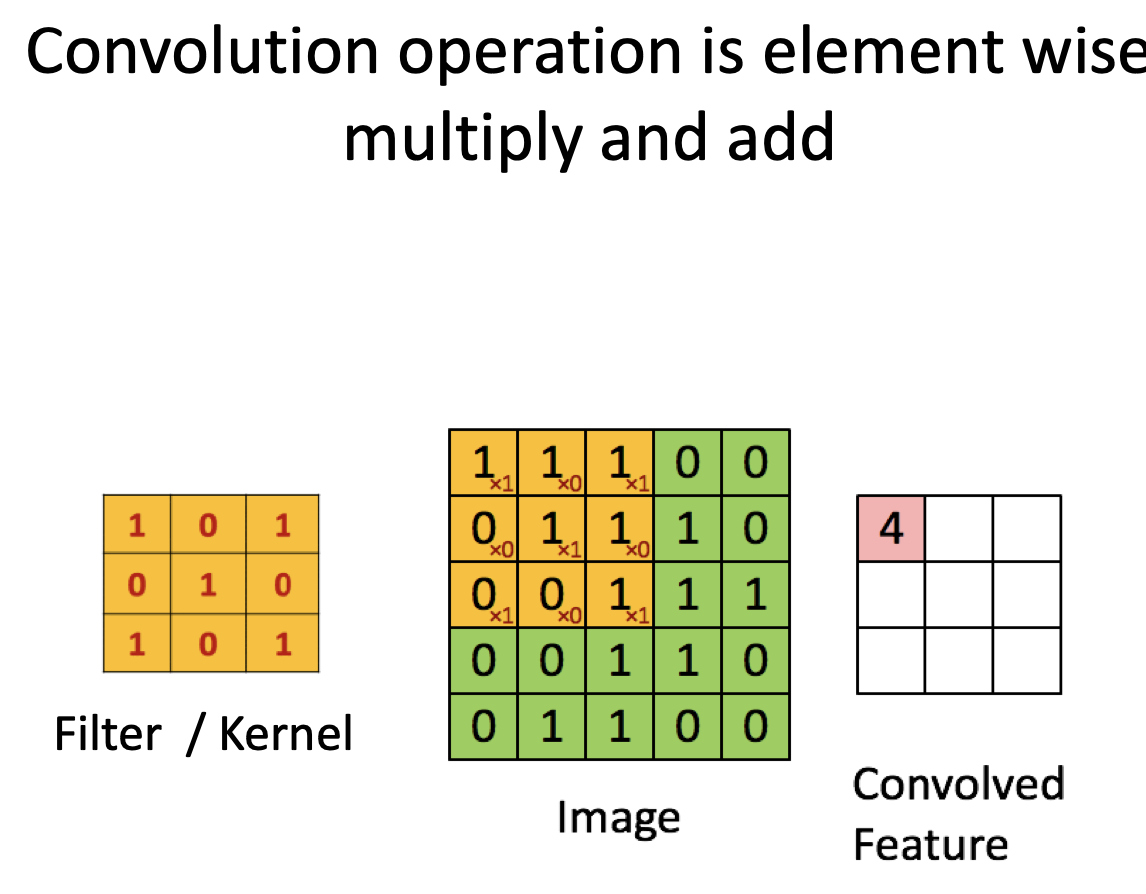 Convolution operation is element wise
multiply and add
1 0 1
0 1 0
1 0 1
Filter / Kernel
1×1 1×0 1×1 0 0
0×0 1×1 1×0 1 0
0×1 0×0 1×1 1 1
0 0 1 1 0
0 1 1 0 0
Image
4
Convolved
Feature